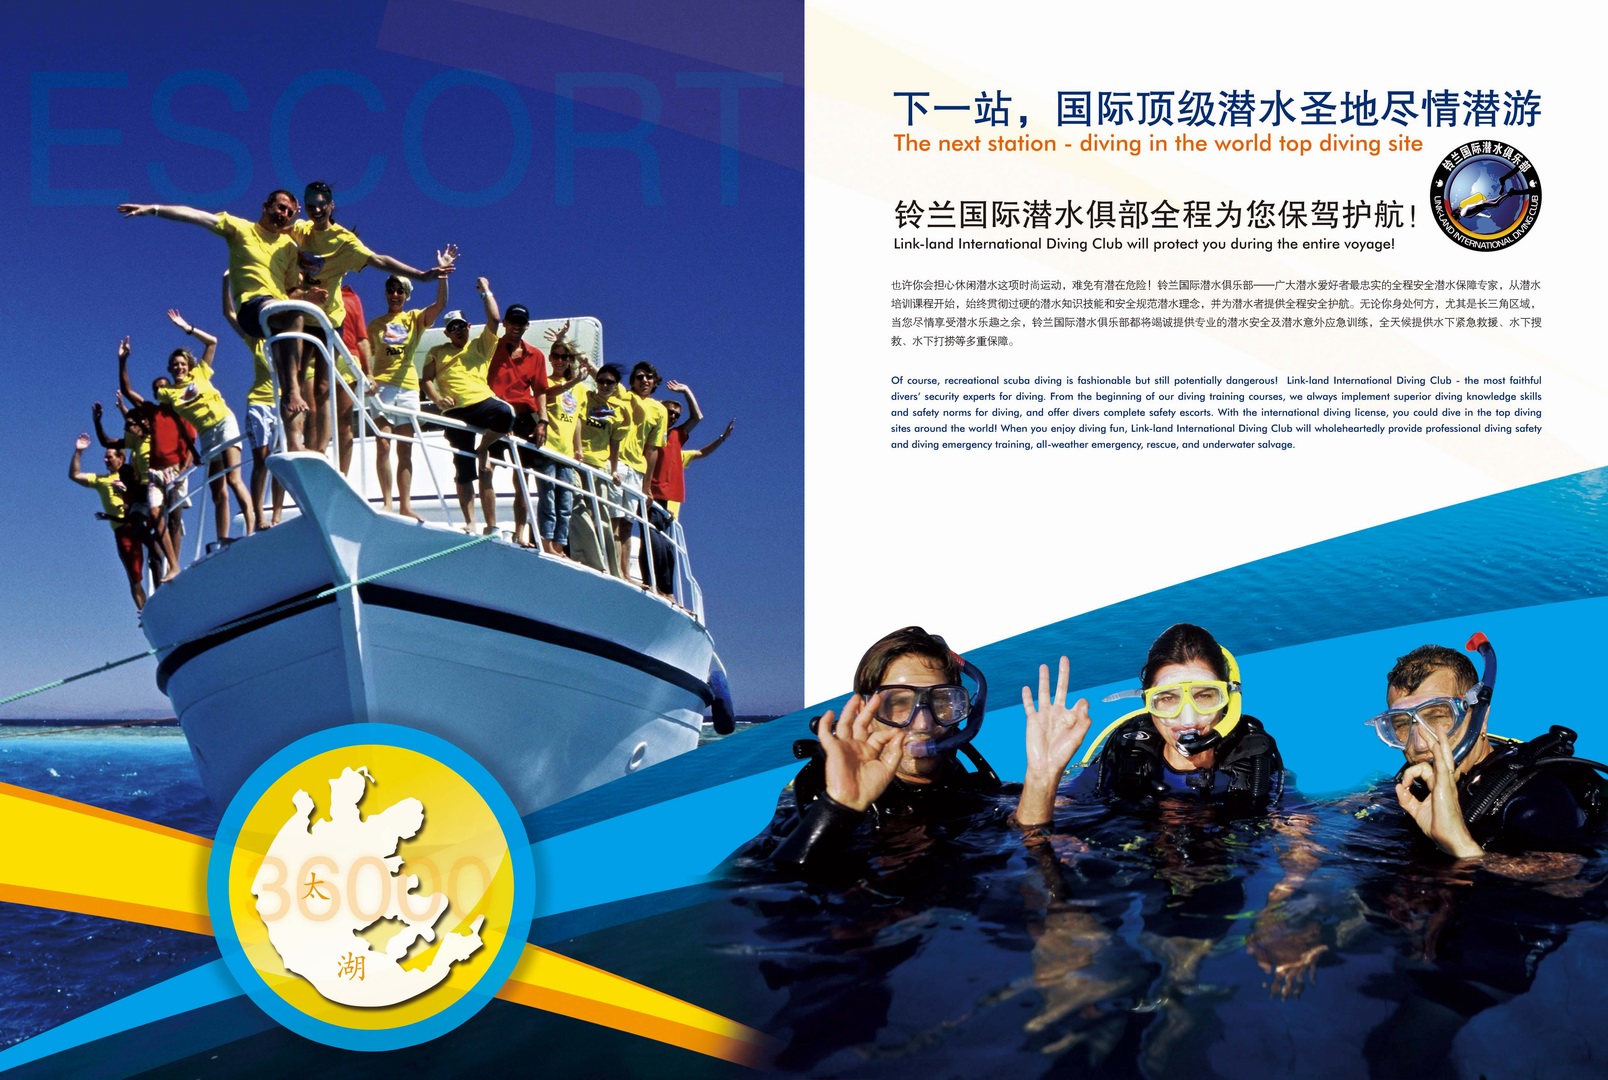 ESCORT
下一站，国际顶级潜水圣地尽情潜游
The next station - diving in the world top diving site
铃兰国际潜水俱乐部
LINK-LAND INTERNATIONAL DIVING CLUB
铃兰国际潜水俱部全程为您保驾护航！
Link-land International Diving Club will protect you during the entire voyage!
也许你会担心休闲潜水这项时尚运动，难免有潜在危险！铃兰国际潜水俱乐部——广大潜水爱好者最忠实的全程安全潜水保障专家，从潜水
培训课程开始，始终贯彻过硬的潜水知识技能和安全规范潜水理念，并为潜水者提供全程安全护航。无论你身处何方，尤其是长三角区域，
当您尽情享受潜水乐趣之余，铃兰国际潜水俱乐部都将竭诚提供专业的潜水安全及潜水意外应急训练，全天候提供水下紧急救援、水下搜
救、水下打捞等多重保障。
Of course, recreational scuba diving is fashionable but still potentially dangerous! Link-land International Diving Club - the most faithful
divers' security experts for diving. From the beginning of our diving training courses, we always implement superior diving knowledge skills
and safety norms for diving, and offer divers complete safety escorts. With the international diving license, you could dive in the top diving
sites around the world! When you enjoy diving fun, Link-land International Diving Club will wholeheartedly provide professional diving safety
and diving emergency training, all-weather emergency, rescue, and underwater salvage.
36000
太
湖